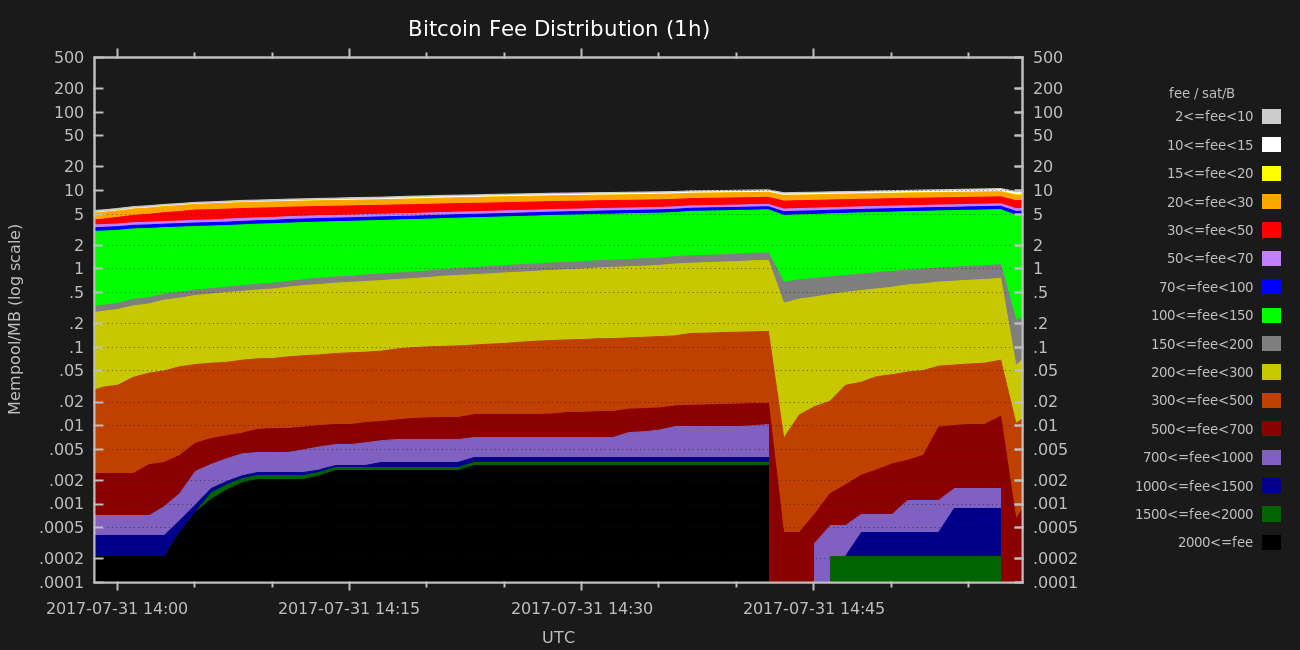 Bitcoin Fee Distribution (1h)
500 500
200 200
100 100
50 50
20 20
10 10
5 5
2 2
1 1
.5 .5
.2 .2
.1 .1
.05 .05
.02 .02
.01 .01
.005 .005
.002 .002
.001 .001
.0005 .0005
.0002 .0002
.0001 .0001
Mempool/MB (log scale)
2017-07-31 14:00 2017-07-31 14:15 2017-07-31 14:30 2017-07-31 14:45
UTC
fee / sat/B
2<=fee<10
10<=fee<15
15<=fee<20
20<=fee<30
30<=fee<50
50<=fee<70
70<=fee<100
100<=fee<150
150<=fee<200
200<=fee<300
300<=fee<500
500<=fee<700
700<=fee<1000
1000<=fee<1500
1500<=fee<2000
2000<=fee